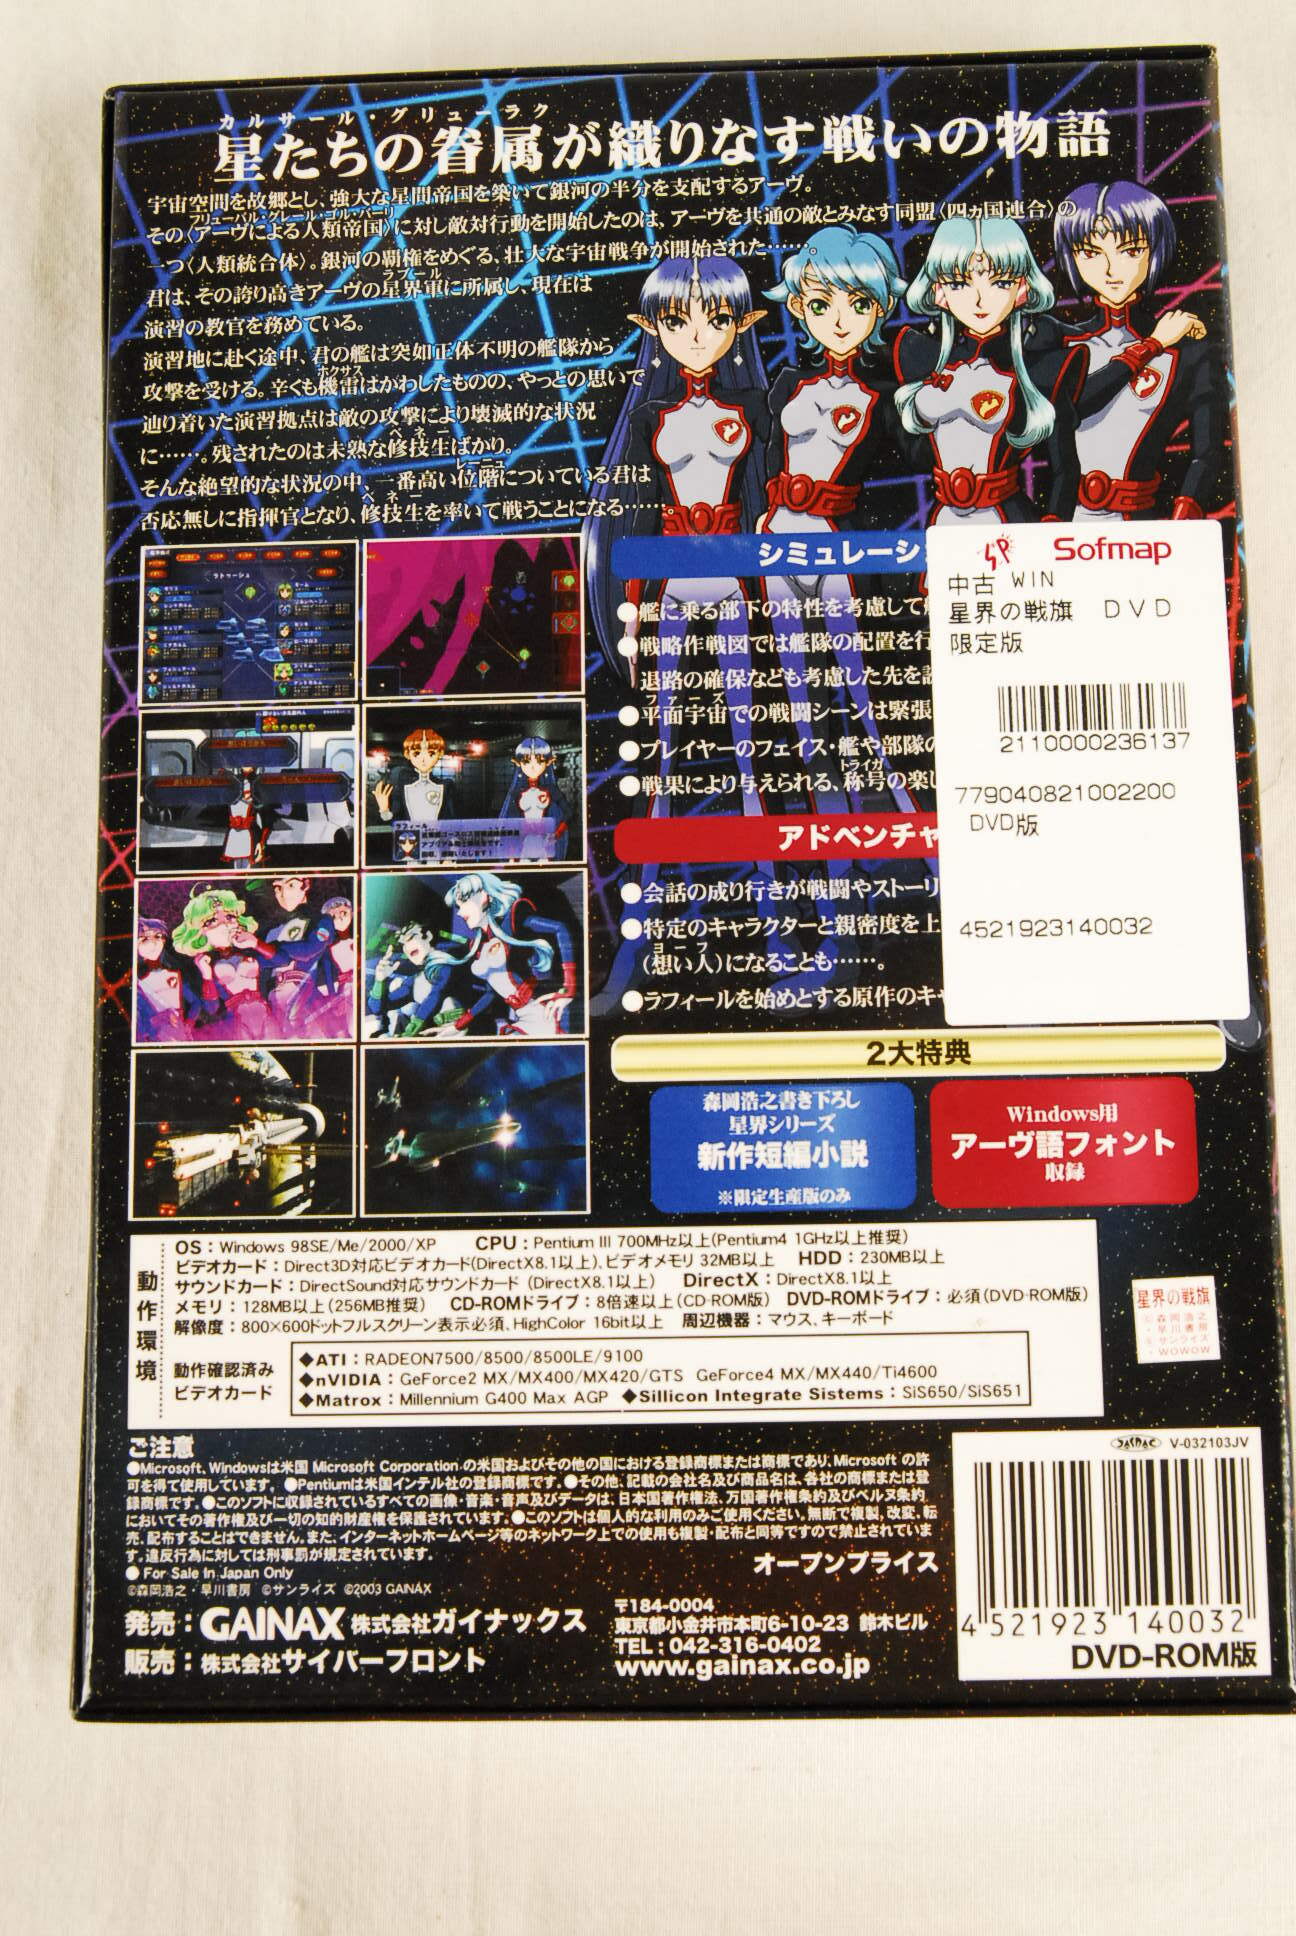 カルサール・グリューラク
星たちの眷属が織りなす戦いの物語
宇宙空間を故郷とし、強大な星間帝国を築いて銀河の半分を支配するアーヴ。
フリューバル・グレール・ゴル・バーリ
その〈アーヴによる人類帝国〉に対し敵対行動を開始したのは、アーヴを共通の敵とみなす同盟〈四ヵ国連合〉の
一つ〈人類統合体〉。銀河の覇権をめぐる、壮大な宇宙戦争が開始された……。
ラブール
君は、その誇り高きアーヴの星界軍に所属し、現在は
演習の教官を務めている。
演習地に赴く途中、君の艦は突如正体不明の艦隊から
ホクサス
攻撃を受ける。辛くも機雷はかわしたものの、やっとの思いで
辿り着いた演習拠点は敵の攻撃により壊滅的な状況
ベネー
に……。残されたのは未熟な修技生ばかり。
レーニュ
そんな絶望的な状況の中、一番高い位階についている君は
ベネー
否応無しに指揮官となり、修技生を率いて戦うことになる……。
シミュレーシ
●艦に乗る部下の特性を考慮して
●戦略作戦図では艦隊の配置を行
退路の確保なども考慮した先を
ファーズ
●平面宇宙での戦闘シーンは緊張
●プレイヤーのフェイス・艦や部隊の
トライガ
●戦果により与えられる、称号の楽し
アドベンチャ
●会話の成り行きが戦闘やストーリ
●特定のキャラクターと親密度を上
ヨーフ
(想い人)になることも……。
●ラフィールを始めとする原作のキャ
Sofmap
中古 WIN
星界の戦旗 DVD
限定版
2110000236137
779040821002200
DVD版
4521923140032
ラトゥーシュ
ラフィール
2大特典
森岡浩之書き下ろし
星界シリーズ
新作短編小説
※限定生産版のみ
Windows用
アーヴ語フォント
収録
動作環境
OS：Windows 98SE/Me/2000/XP CPU：Pentium III 700MHz以上(Pentium4 1GHz以上推奨)
ビデオカード：Direct3D対応ビデオカード(DirectX8.1以上)、ビデオメモリ 32MB以上 HDD：230MB以上
サウンドカード：DirectSound対応サウンドカード (DirectX8.1以上) DirectX：DirectX8.1以上
メモリ：128MB以上(256MB推奨) CD-ROMドライブ：8倍速以上(CD-ROM版) DVD-ROMドライブ：必須(DVD-ROM版)
解像度：800×600ドットフルスクリーン表示必須、HighColor 16bit以上 周辺機器：マウス、キーボード
動作確認済み
ビデオカード
◆ATI：RADEON7500/8500/8500LE/9100
◆nVIDIA：GeForce2 MX/MX400/MX420/GTS GeForce4 MX/MX440/Ti4600
◆Matrox：Millennium G400 Max AGP ◆Sillicon Integrate Sistems：SiS650/SiS651
星界の戦旗
©森岡浩之
・早川書房
・サンライズ
・WOWOW
ご注意
●Microsoft、Windowsは米国 Microsoft Corporation の米国およびその他の国における登録商標または商標であり、Microsoft の許
可を得て使用しています。 ●Pentiumは米国インテル社の登録商標です。●その他、記載の会社名及び商品名は、各社の商標または登
録商標です。●このソフトに収録されているすべての画像・音楽・音声及びデータは、日本国著作権法、万国著作権条約及びベルヌ条約
においてその著作権及び一切の知的財産権を保護されています。●このソフトは個人的な利用のみご使用ください。無断で複製、改変、転
売、配布することはできません。また、インターネットホームページ等のネットワーク上での使用も複製・配布と同等ですので禁止されていま
す。違反行為に対しては刑事罰が規定されています。
● For Sale In Japan Only
©森岡浩之・早川書房 ©サンライズ ©2003 GAINAX
オープンプライス
発売：GAINAX 株式会社ガイナックス
販売：株式会社サイバーフロント
〒184-0004
東京都小金井市本町6-10-23 鈴木ビル
TEL：042-316-0402
www.gainax.co.jp
JASRAC V-032103JV
4 521923 140032
DVD-ROM版